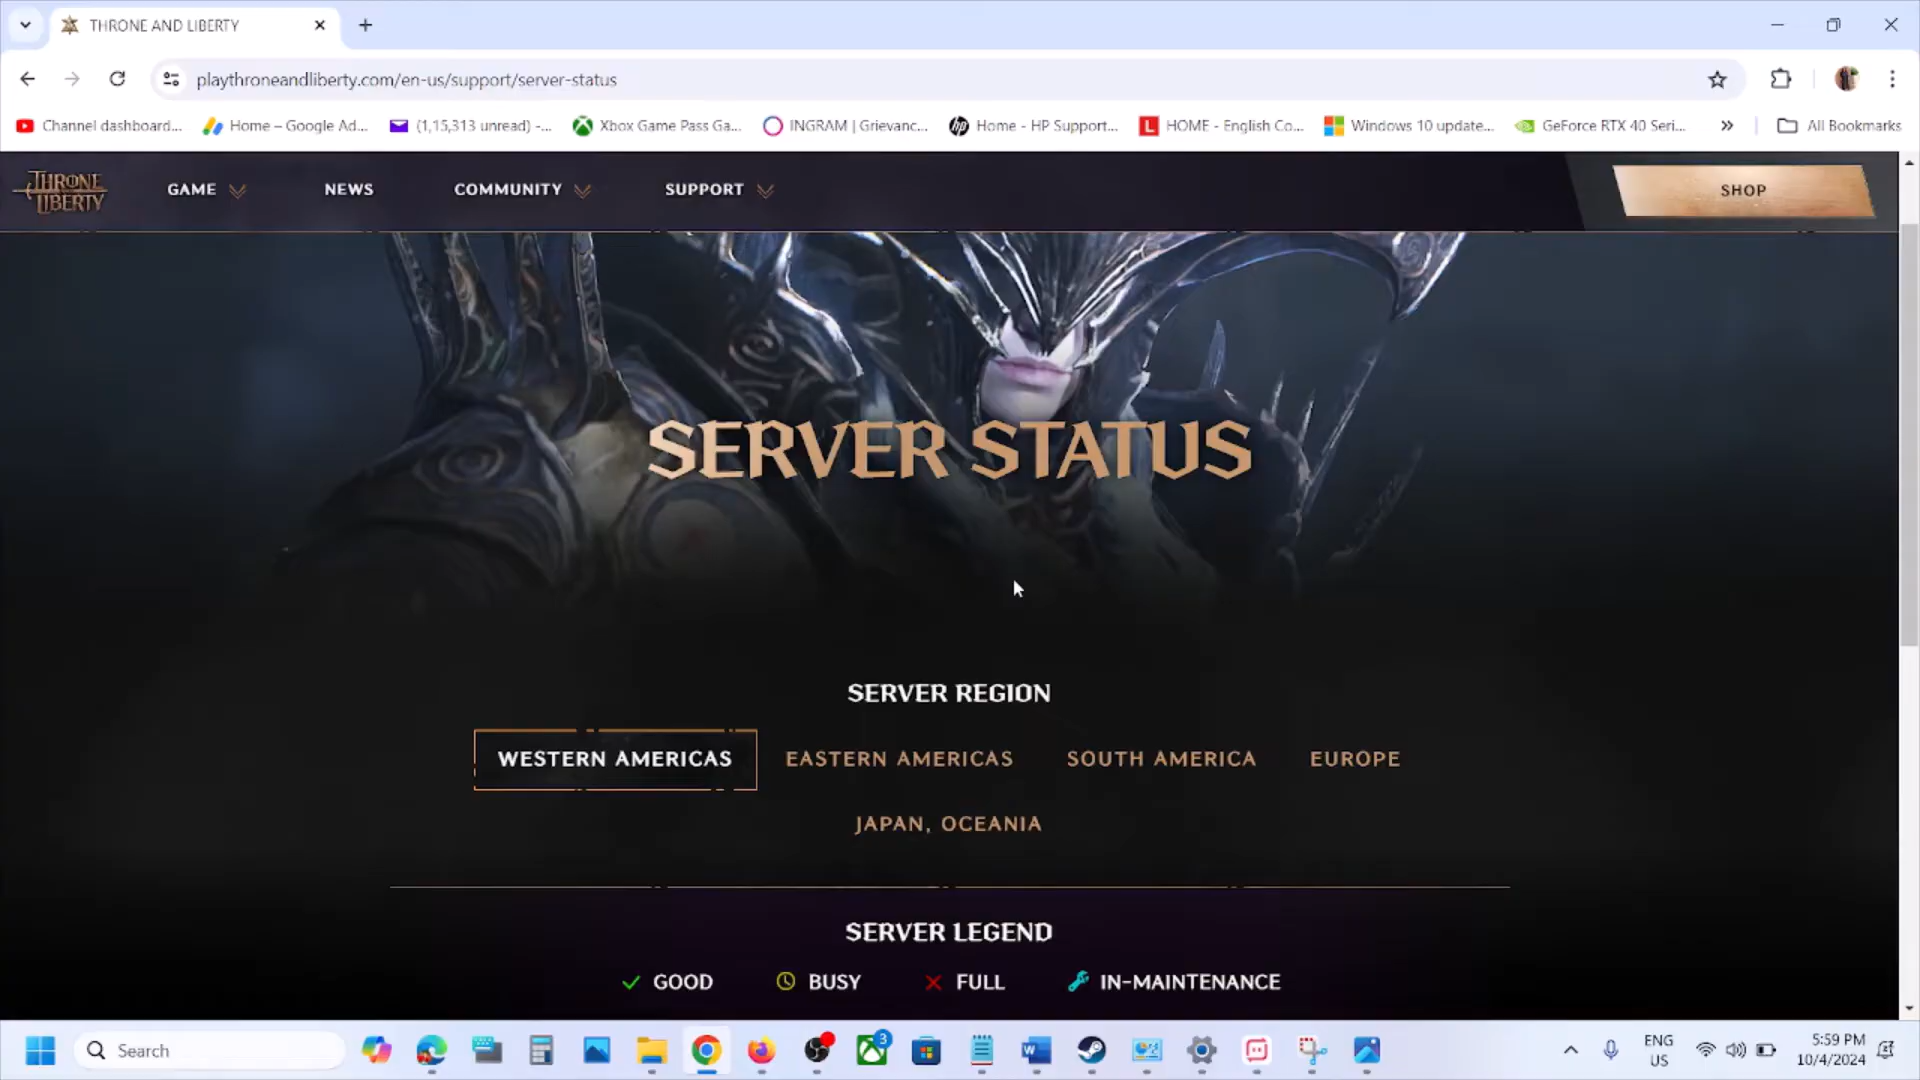 THRONE AND LIBERTY
playthroneandliberty.com/en-us/support/server-status
Channel dashboard...
Home – Google Ad...
(1,15,313 unread) -...
Xbox Game Pass Ga...
INGRAM | Grievanc...
Home - HP Support...
HOME - English Co...
Windows 10 update...
GeForce RTX 40 Seri...
All Bookmarks
THRONE
LIBERTY
GAME
NEWS
COMMUNITY
SUPPORT
SHOP
SERVER STATUS
SERVER REGION
WESTERN AMERICAS
EASTERN AMERICAS
SOUTH AMERICA
EUROPE
JAPAN, OCEANIA
SERVER LEGEND
GOOD
BUSY
FULL
IN-MAINTENANCE
Search
3
ENG
US
5:59 PM
10/4/2024